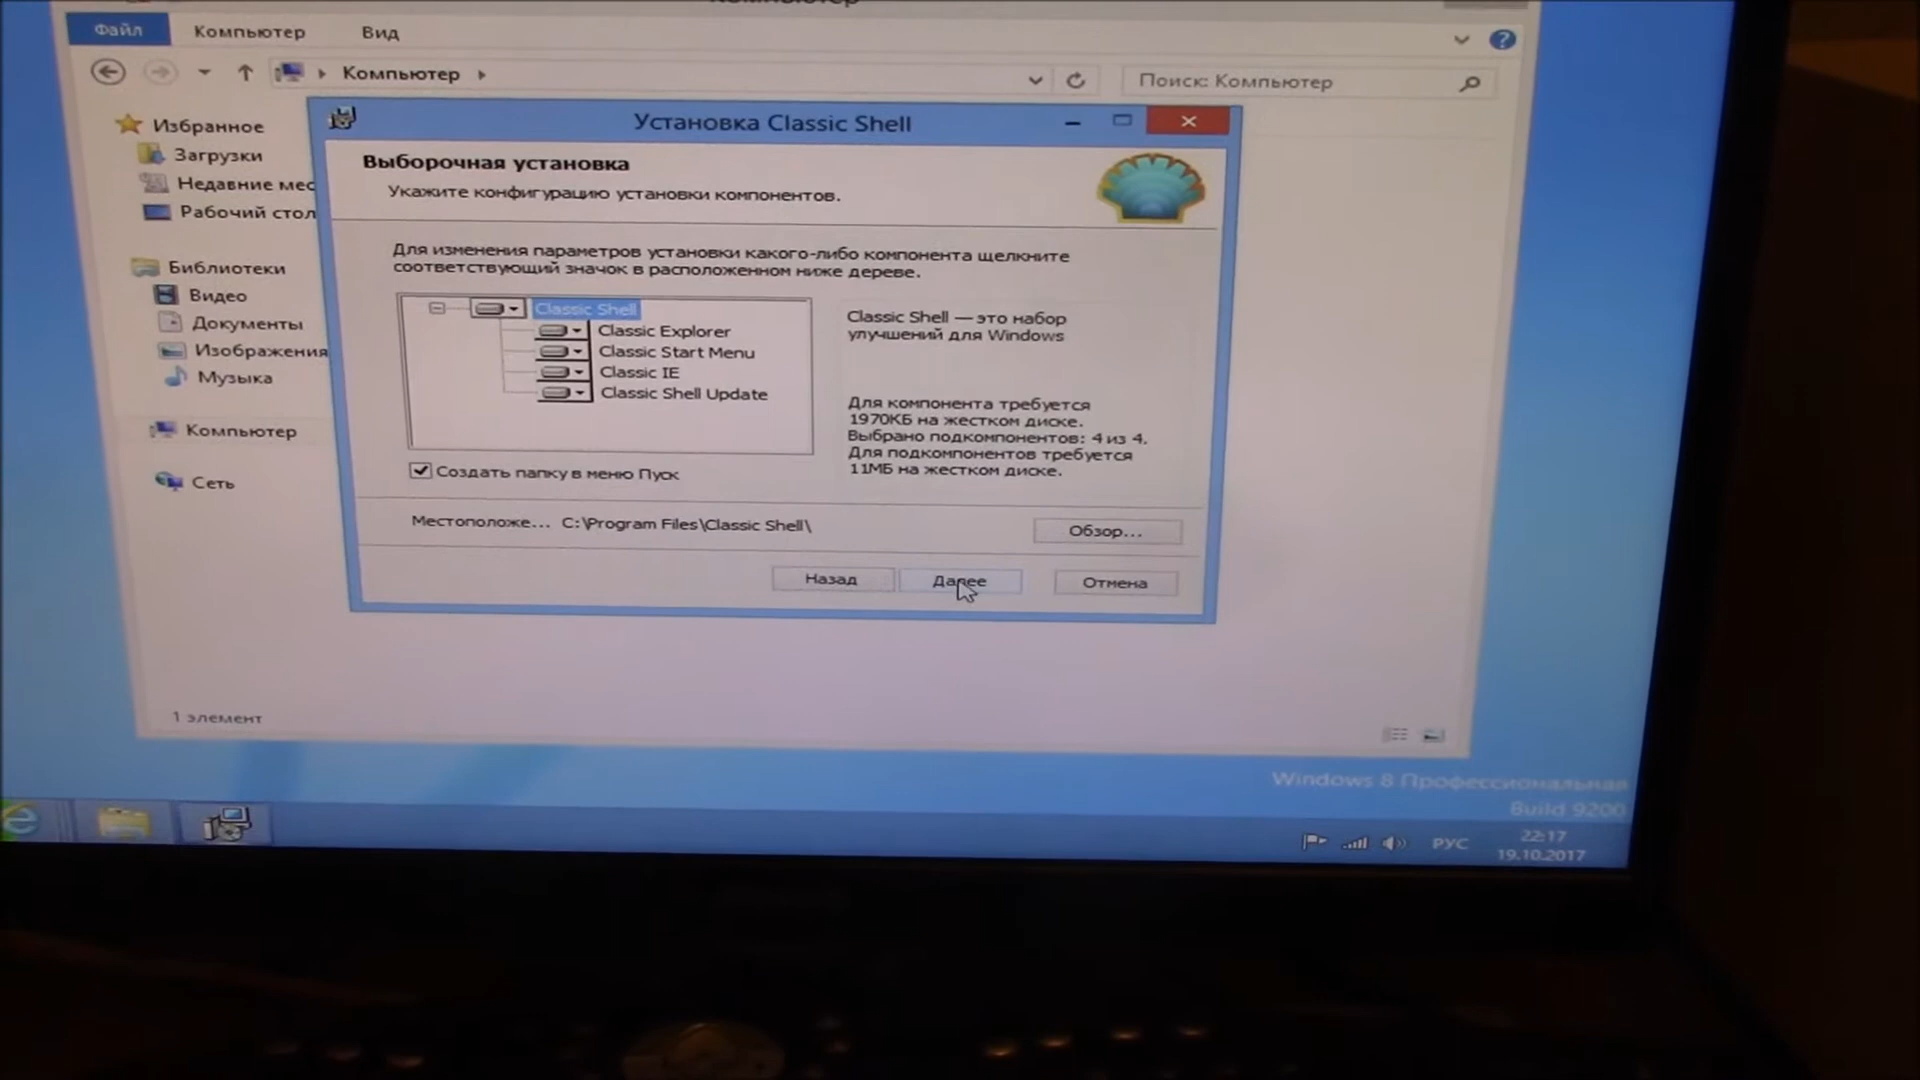 Компьютер
Файл
Компьютер
Вид
Компьютер
Поиск: Компьютер
Избранное
Загрузки
Недавние мес
Рабочий стол
Библиотеки
Видео
Документы
Изображения
Музыка
Компьютер
Сеть
Установка Classic Shell
Выборочная установка
Укажите конфигурацию установки компонентов.
Для изменения параметров установки какого-либо компонента щелкните
соответствующий значок в расположенном ниже дереве.
Classic Shell
Classic Explorer
Classic Start Menu
Classic IE
Classic Shell Update
Classic Shell — это набор
улучшений для Windows
Для компонента требуется
1970КБ на жестком диске.
Выбрано подкомпонентов: 4 из 4.
Для подкомпонентов требуется
11МБ на жестком диске.
Создать папку в меню Пуск
Местоположе... C:\Program Files\Classic Shell\
Обзор...
Назад
Далее
Отмена
1 элемент
Windows 8 Профессиональная
Build 9200
РУС
22:17
19.10.2017